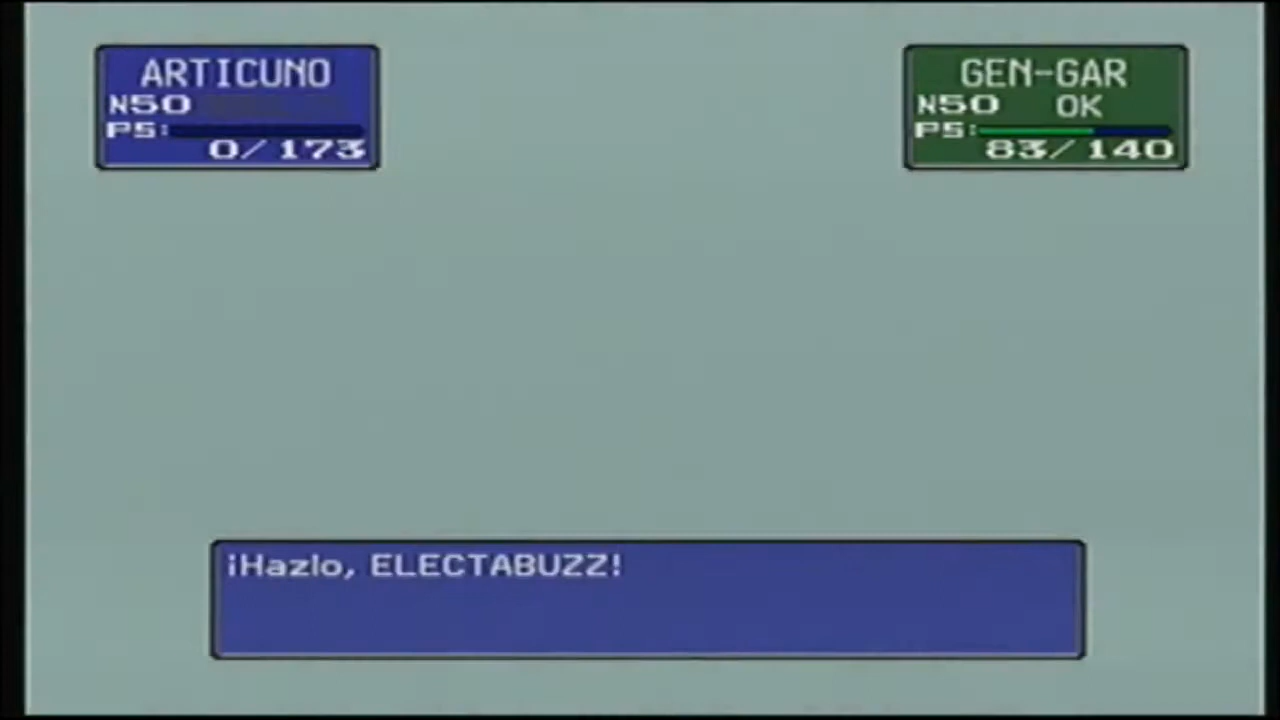 ARTICUNO
N50
PS:
0/173
GEN-GAR
N50 OK
PS:
83/140
¡Hazlo, ELECTABUZZ!